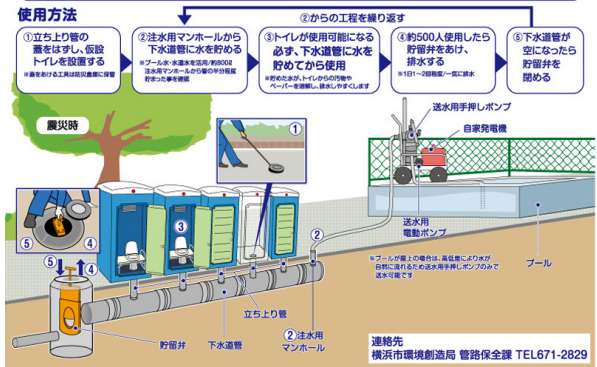 使用方法
②からの工程を繰り返す
①立ち上り管の
蓋をはずし、仮設
トイレを設置する
※蓋をあける工具は防災倉庫に保管
②注水用マンホールから
下水道管に水を貯める
※プール水・水道水を活用/約800ℓ
注水用マンホールから管の半分程度
貯まった事を確認
③トイレが使用可能になる
必ず、下水道管に水を
貯めてから使用
※貯めた水が、トイレからの汚物や
ペーパーを溶解し、排水しやすくします
④約500人使用したら
貯留弁をあけ、
排水する
※1日1~2回程度/一気に排水
⑤下水道管が
空になったら
貯留弁を
閉める
震災時
①
送水用手押しポンプ
自家発電機
③
⑤
④
②
送水用
電動ポンプ
プール
※プールが屋上の場合は、高低差により水が
自然に流れるため送水用手押しポンプのみで
送水可能です
⑤
④
立ち上り管
貯留弁
下水道管
②注水用
マンホール
連絡先
横浜市環境創造局 管路保全課 TEL671-2829